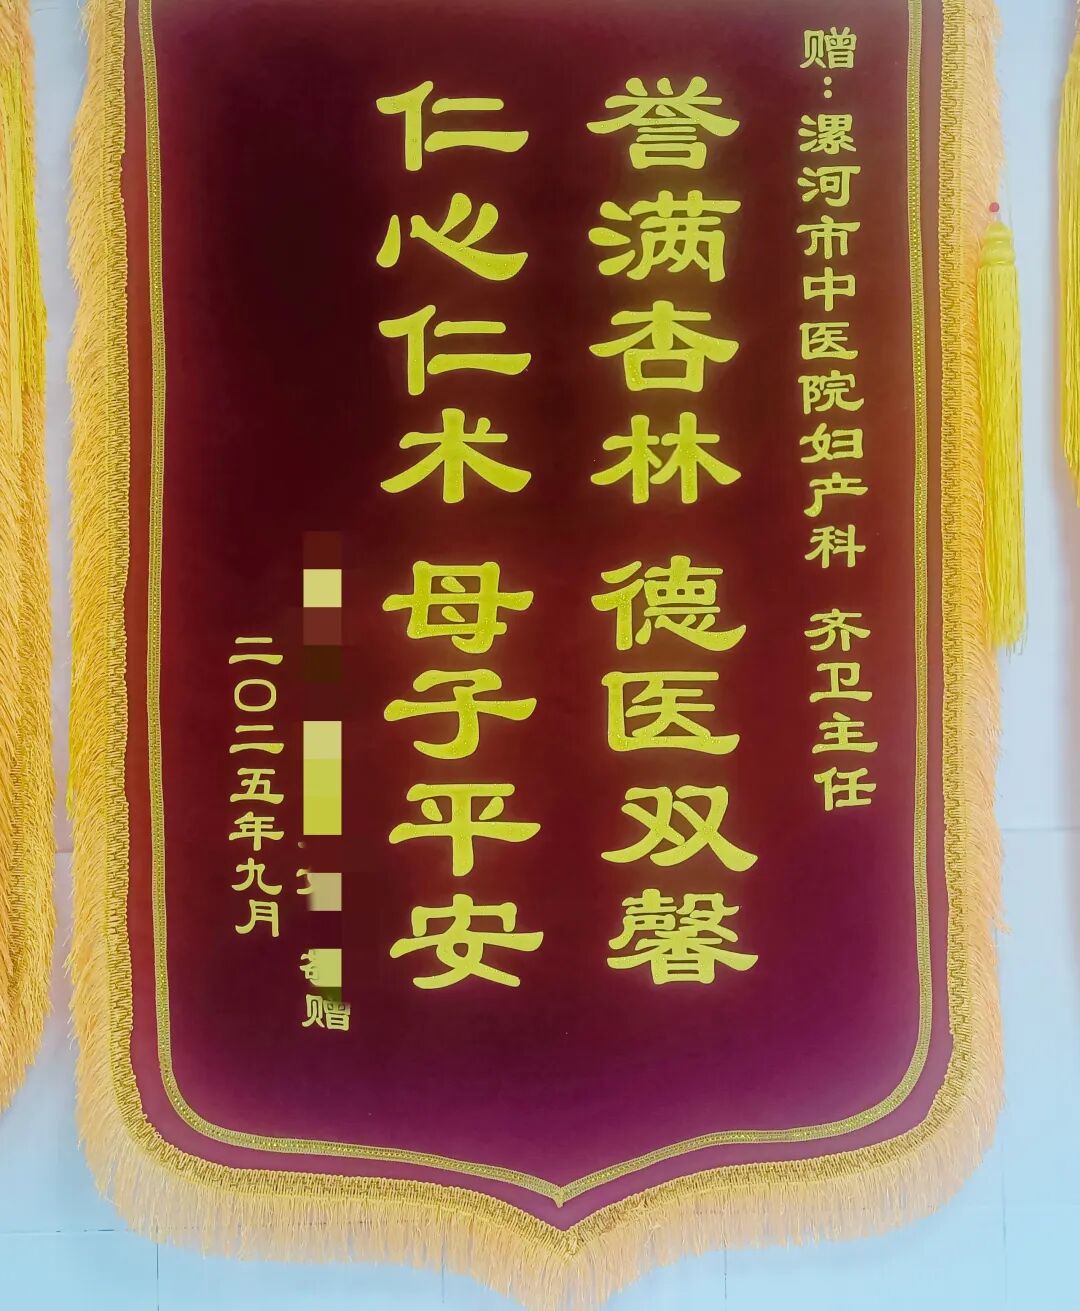 赠：漯河市中医院妇产科 齐卫主任
誉满杏林 德医双馨
仁心仁术 母子平安
赠
二〇二五年九月